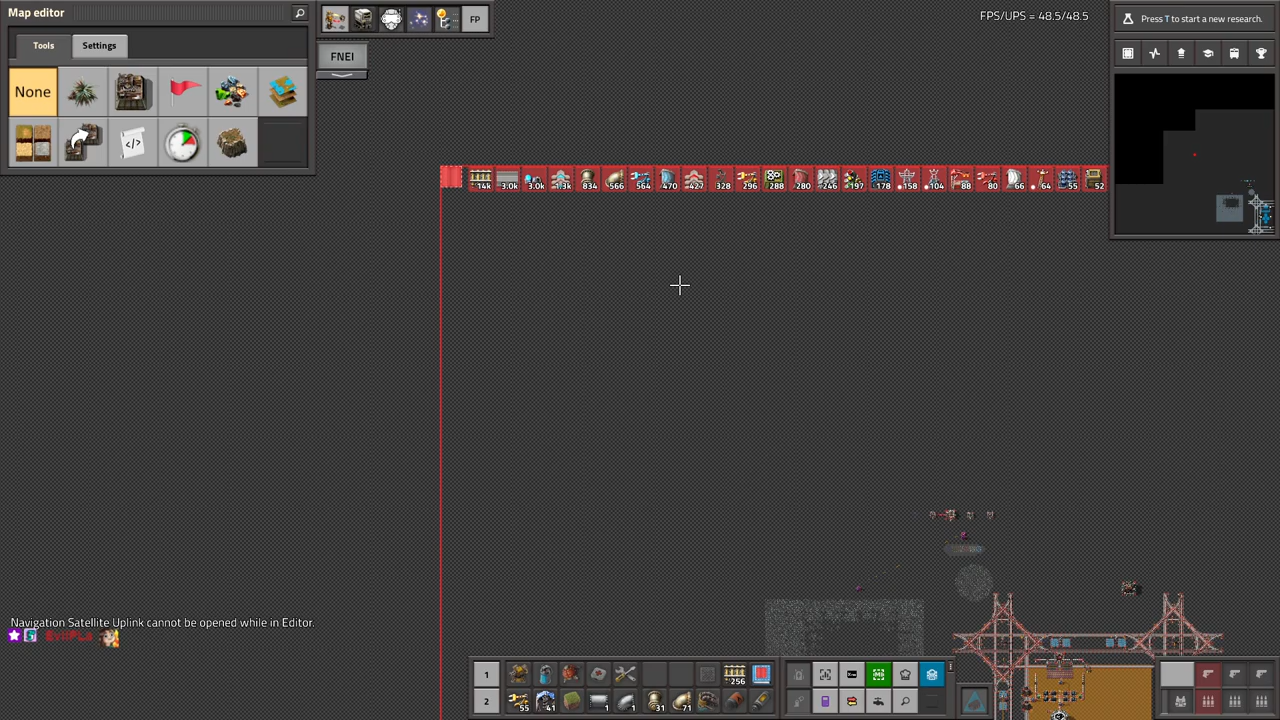 Map editor
FP
FPS/UPS = 48.5/48.5
Press T to start a new research.
Tools
Settings
FNEI
None
14k 3.0k 3.0k 1.3k 834 566 564 470 427 328 296 288 280 246 197 178 158 104 88 80 66 64 55 52
Navigation Satellite Uplink cannot be opened while in Editor.
EvilPls
1
256
2
55 41 1 31 71